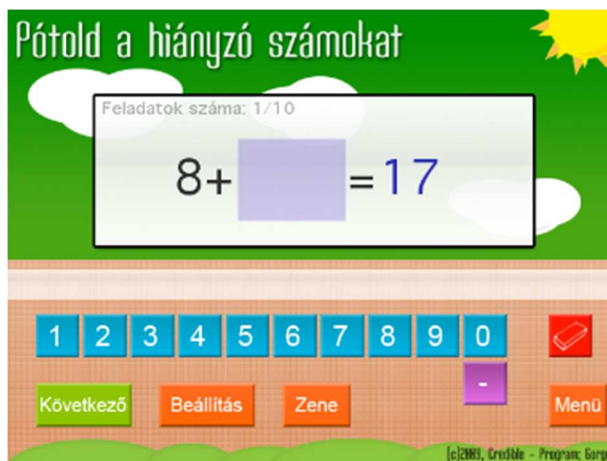 Pótold a hiányzó számokat
Feladatok száma: 1/10
8+ =17
1 2 3 4 5 6 7 8 9 0
-
Következő Beállítás Zene Menü
(c)2009, Credible - Program: